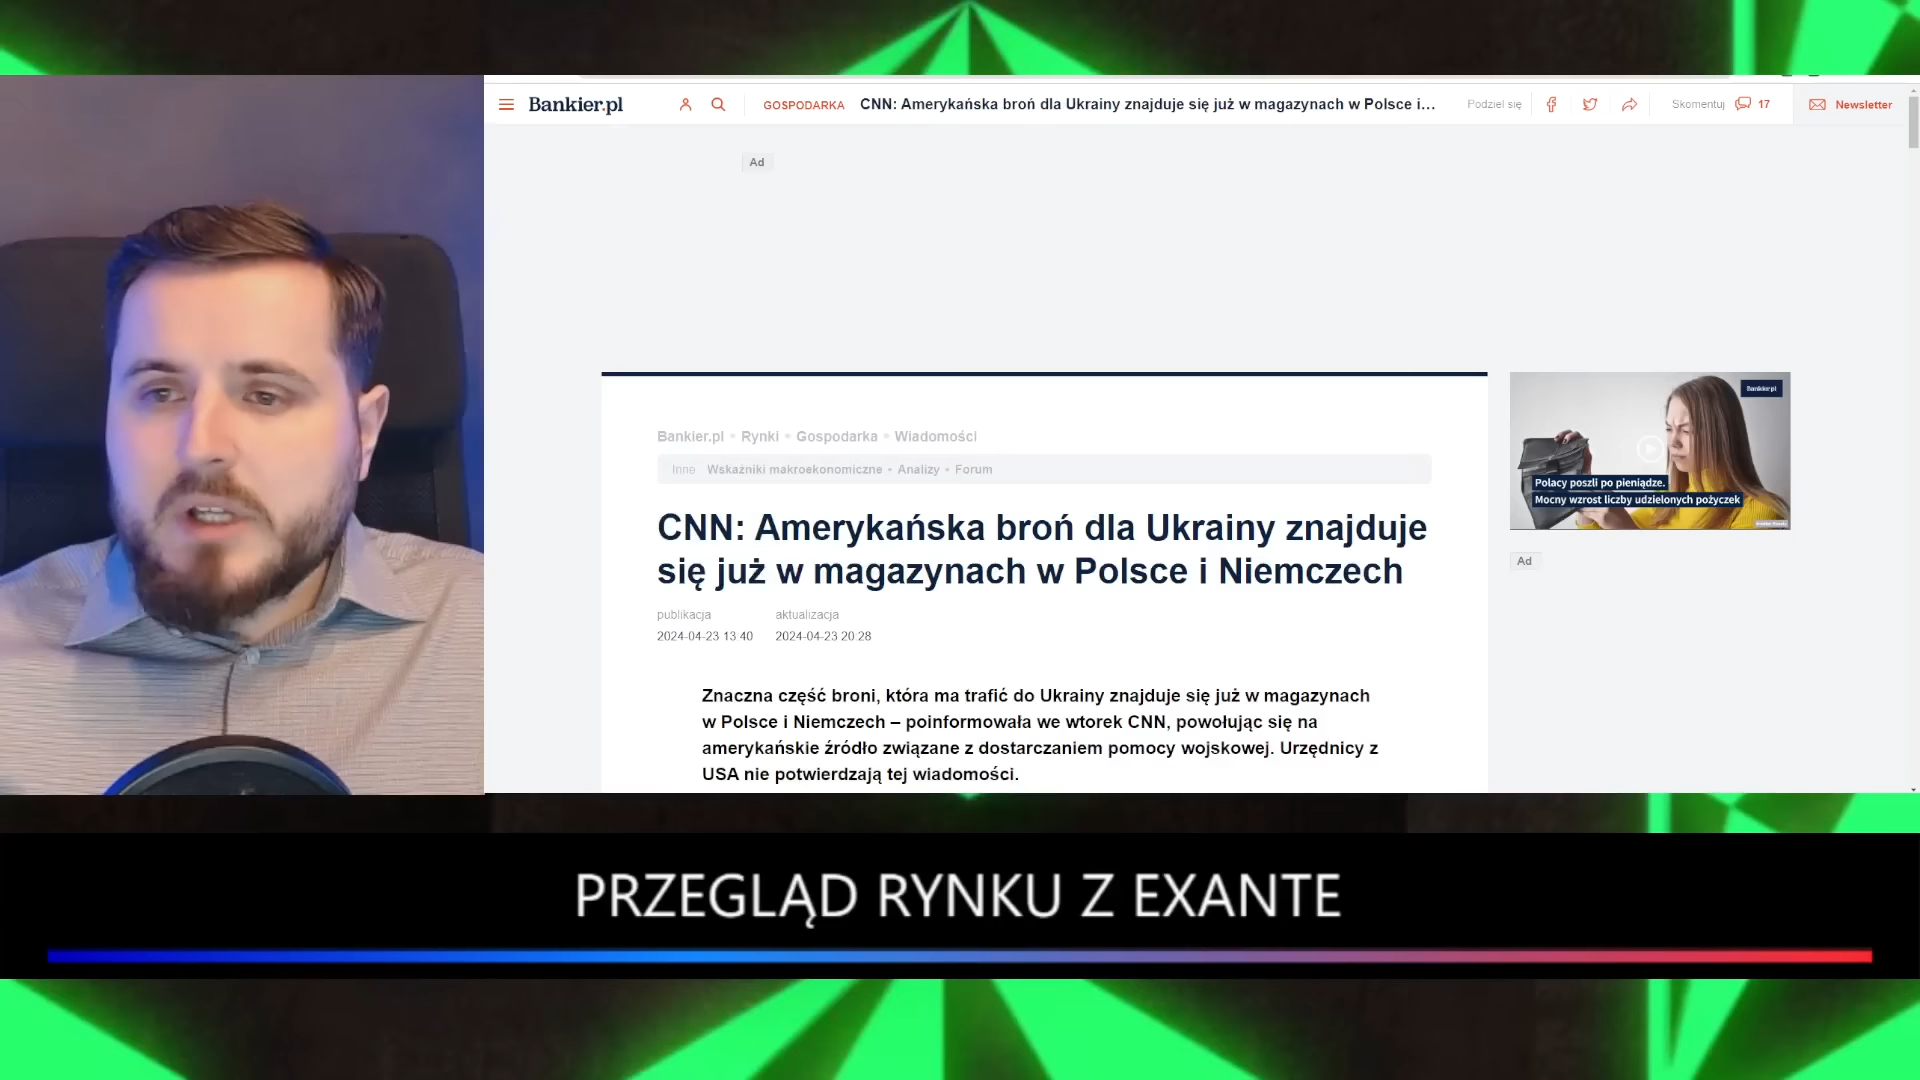 Bankier.pl
GOSPODARKA
CNN: Amerykańska broń dla Ukrainy znajduje się już w magazynach w Polsce i...
Podziel się
Skomentuj
17
Newsletter
Ad
Bankier.pl • Rynki • Gospodarka • Wiadomości
Inne Wskaźniki makroekonomiczne • Analizy • Forum
CNN: Amerykańska broń dla Ukrainy znajduje
się już w magazynach w Polsce i Niemczech
publikacja aktualizacja
2024-04-23 13:40 2024-04-23 20:28
Znaczna część broni, która ma trafić do Ukrainy znajduje się już w magazynach
w Polsce i Niemczech – poinformowała we wtorek CNN, powołując się na
amerykańskie źródło związane z dostarczaniem pomocy wojskowej. Urzędnicy z
USA nie potwierdzają tej wiadomości.
Bankier.pl
Polacy poszli po pieniądze.
Mocny wzrost liczby udzielonych pożyczek
Ad
PRZEGLĄD RYNKU Z EXANTE